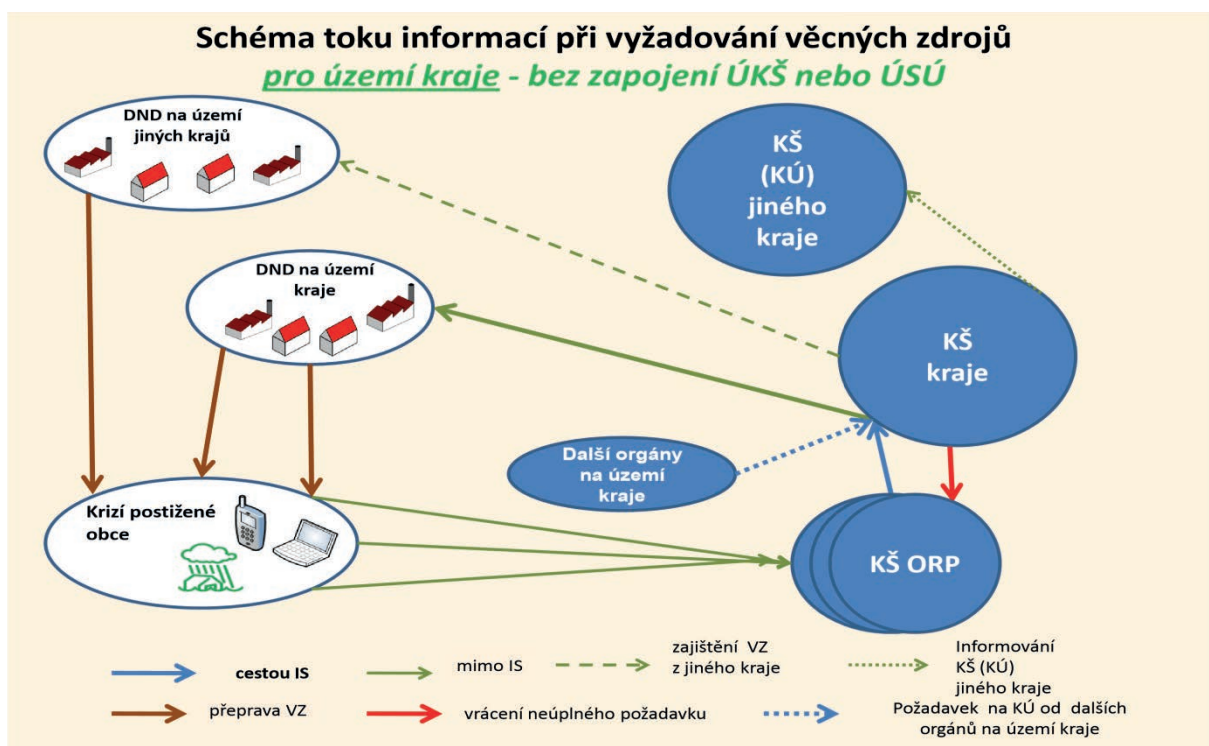 Schéma toku informací při vyžadování věcných zdrojů
pro území kraje - bez zapojení ÚKŠ nebo ÚSÚ
DND na území
jiných krajů
KŠ
(KÚ)
jiného
kraje
DND na území
kraje
KŠ
kraje
Další orgány
na území
kraje
Krizí postižené
obce
KŠ ORP
cestou IS
mimo IS
zajištění VZ
z jiného kraje
Informování
KŠ (KÚ)
jiného kraje
přeprava VZ
vrácení neúplného požadavku
Požadavek na KÚ od dalších
orgánů na území kraje